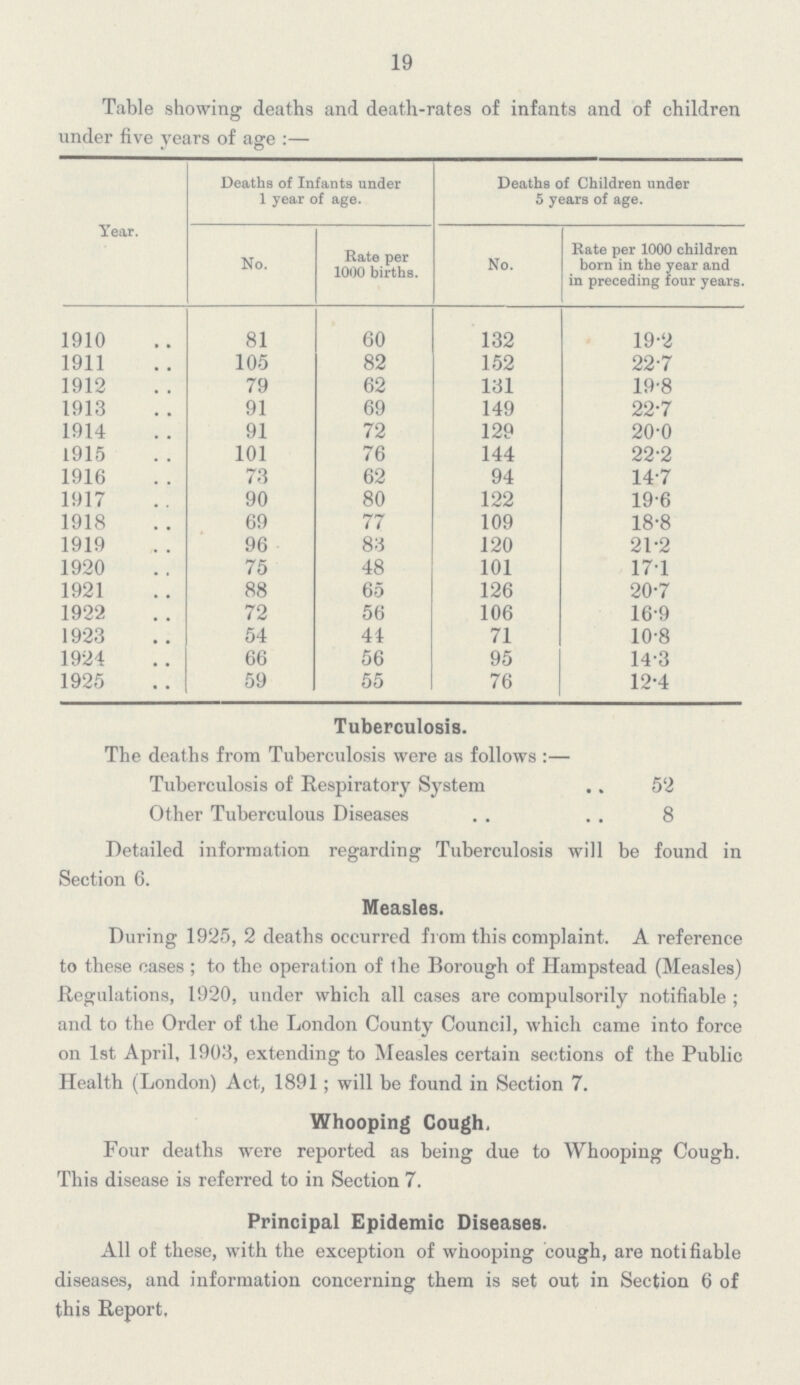 19
Table showing deaths and death-rates of infants and of children
under five years of age :—
Year.
Deaths of Infants under
1 year of age.
Deaths of Children under
5 years of age.
No.
Rate per
1000 births.
No.
Rate per 1000 children
born in the year and
in preceding four years.
1910 .. 81 60 132 19·2
1911 .. 105 82 152 22·7
1912 .. 79 62 131 19·8
1913 .. 91 69 149 22·7
1914 .. 91 72 129 20·0
1915 .. 101 76 144 22·2
1916 .. 73 62 94 14·7
1917 .. 90 80 122 19·6
1918 .. 69 77 109 18·8
1919 .. 96 83 120 21·2
1920 .. 75 48 101 17·1
1921 .. 88 65 126 20·7
1922 .. 72 56 106 16·9
1923 .. 54 44 71 10·8
1924 .. 66 56 95 14·3
1925 .. 59 55 76 12·4
Tuberculosis.
The deaths from Tuberculosis were as follows :—
Tuberculosis of Respiratory System .. 52
Other Tuberculous Diseases .. .. 8
Detailed information regarding Tuberculosis will be found in
Section 6.
Measles.
During 1925, 2 deaths occurred from this complaint. A reference
to these cases ; to the operation of the Borough of Hampstead (Measles)
Regulations, 1920, under which all cases are compulsorily notifiable ;
and to the Order of the London County Council, which came into force
on 1st April, 1903, extending to Measles certain sections of the Public
Health (London) Act, 1891 ; will be found in Section 7.
Whooping Cough.
Four deaths were reported as being due to Whooping Cough.
This disease is referred to in Section 7.
Principal Epidemic Diseases.
All of these, with the exception of whooping cough, are notifiable
diseases, and information concerning them is set out in Section 6 of
this Report.